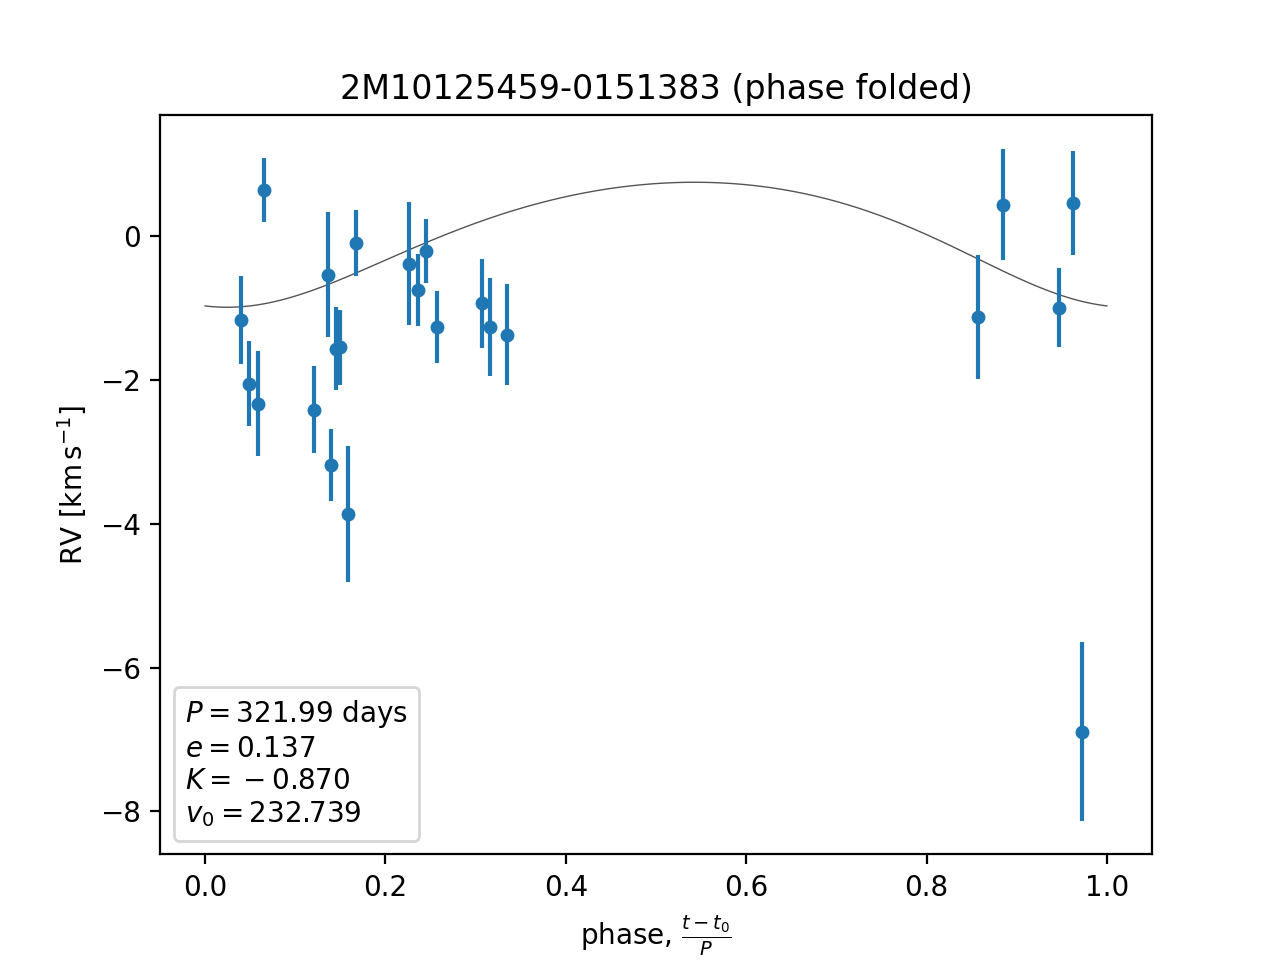 2M10125459-0151383 (phase folded)
RV [km s⁻¹]
0
−2
−4
−6
−8
P = 321.99 days
e = 0.137
K = −0.870
v₀ = 232.739
0.0 0.2 0.4 0.6 0.8 1.0
phase, (t − t₀)/P